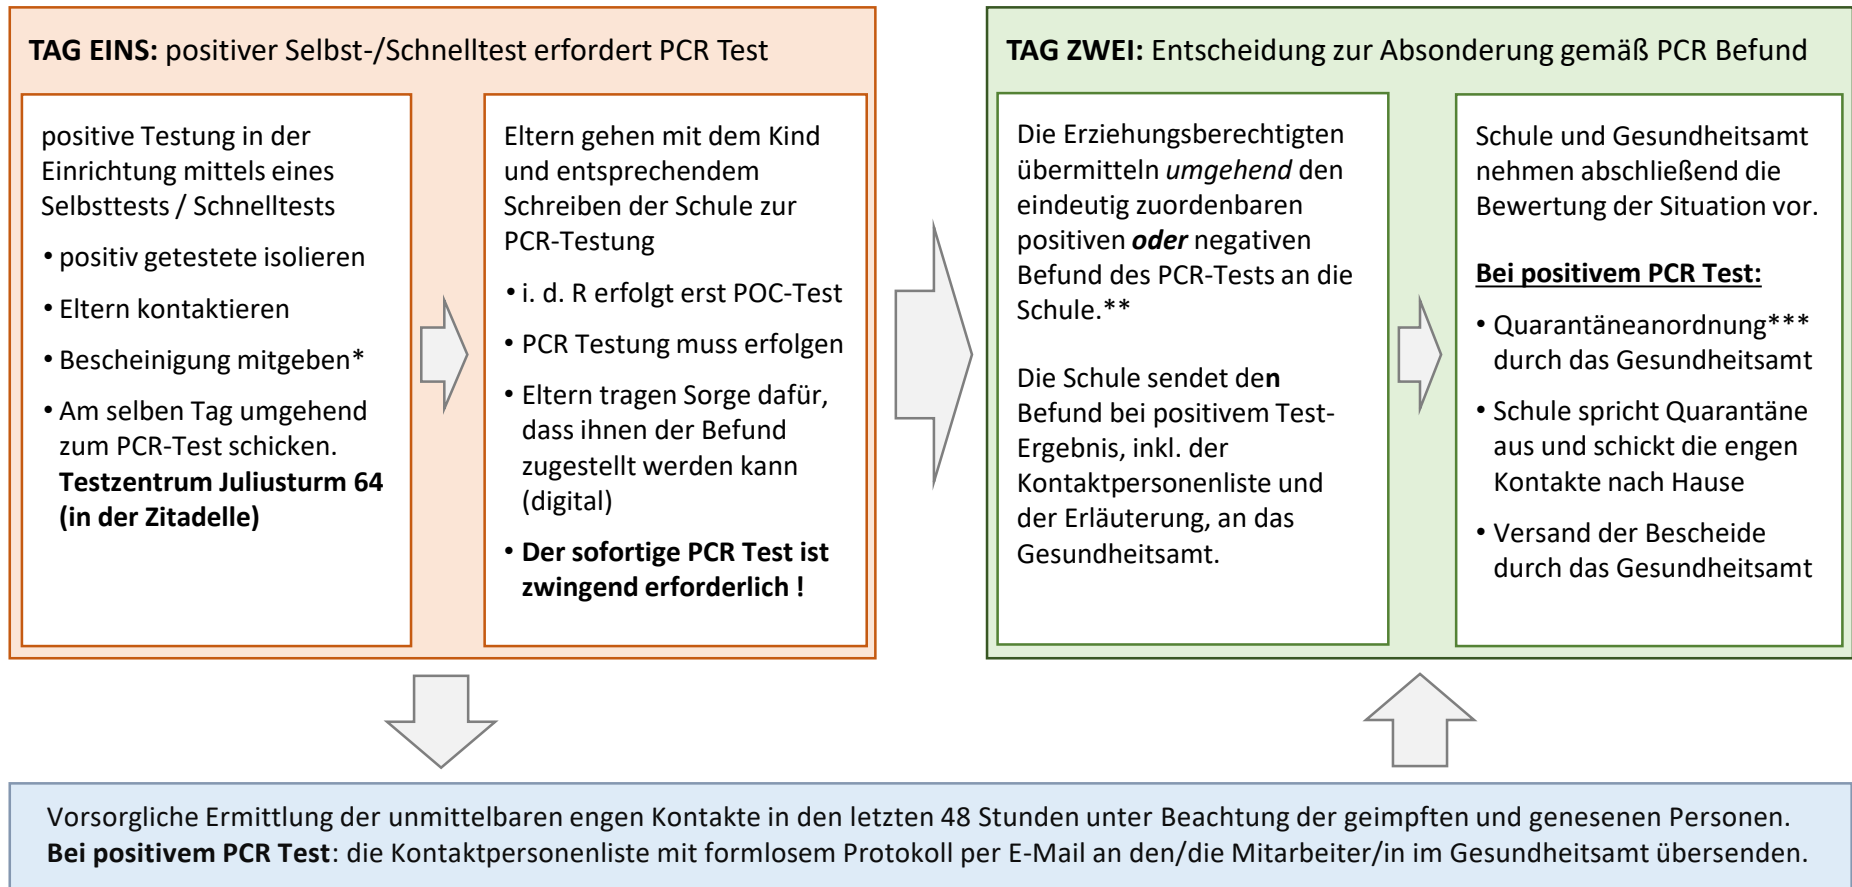 TAG EINS: positiver Selbst-/Schnelltest erfordert PCR Test
positive Testung in der
Einrichtung mittels eines
Selbsttests / Schnelltests
• positiv getestete isolieren
• Eltern kontaktieren
• Bescheinigung mitgeben*
• Am selben Tag umgehend
zum PCR-Test schicken.
Testzentrum Juliusturm 64
(in der Zitadelle)
Eltern gehen mit dem Kind
und entsprechendem
Schreiben der Schule zur
PCR-Testung
• i. d. R erfolgt erst POC-Test
• PCR Testung muss erfolgen
• Eltern tragen Sorge dafür,
dass ihnen der Befund
zugestellt werden kann
(digital)
• Der sofortige PCR Test ist
zwingend erforderlich !
TAG ZWEI: Entscheidung zur Absonderung gemäß PCR Befund
Die Erziehungsberechtigten
übermitteln umgehend den
eindeutig zuordenbaren
positiven oder negativen
Befund des PCR-Tests an die
Schule.**
Die Schule sendet den
Befund bei positivem Test-
Ergebnis, inkl. der
Kontaktpersonenliste und
der Erläuterung, an das
Gesundheitsamt.
Schule und Gesundheitsamt
nehmen abschließend die
Bewertung der Situation vor.
Bei positivem PCR Test:
• Quarantäneanordnung***
durch das Gesundheitsamt
• Schule spricht Quarantäne
aus und schickt die engen
Kontakte nach Hause
• Versand der Bescheide
durch das Gesundheitsamt
Vorsorgliche Ermittlung der unmittelbaren engen Kontakte in den letzten 48 Stunden unter Beachtung der geimpften und genesenen Personen.
Bei positivem PCR Test: die Kontaktpersonenliste mit formlosem Protokoll per E-Mail an den/die Mitarbeiter/in im Gesundheitsamt übersenden.